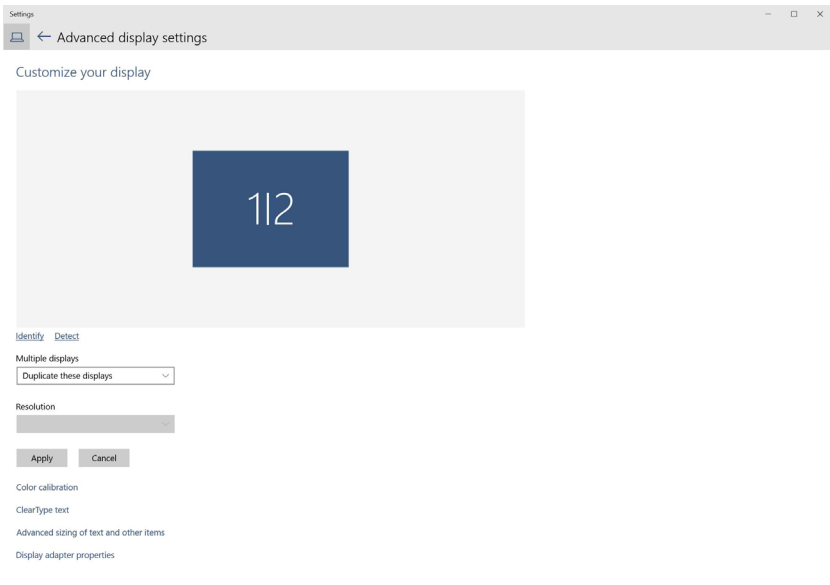 Settings
Advanced display settings
Customize your display
1|2
Identify Detect
Multiple displays
Duplicate these displays
Resolution
Apply Cancel
Color calibration
ClearType text
Advanced sizing of text and other items
Display adapter properties